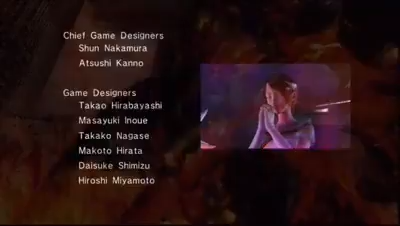 Chief Game Designers
Shun Nakamura
Atsushi Kanno
Game Designers
Takao Hirabayashi
Masayuki Inoue
Takako Nagase
Makoto Hirata
Daisuke Shimizu
Hiroshi Miyamoto